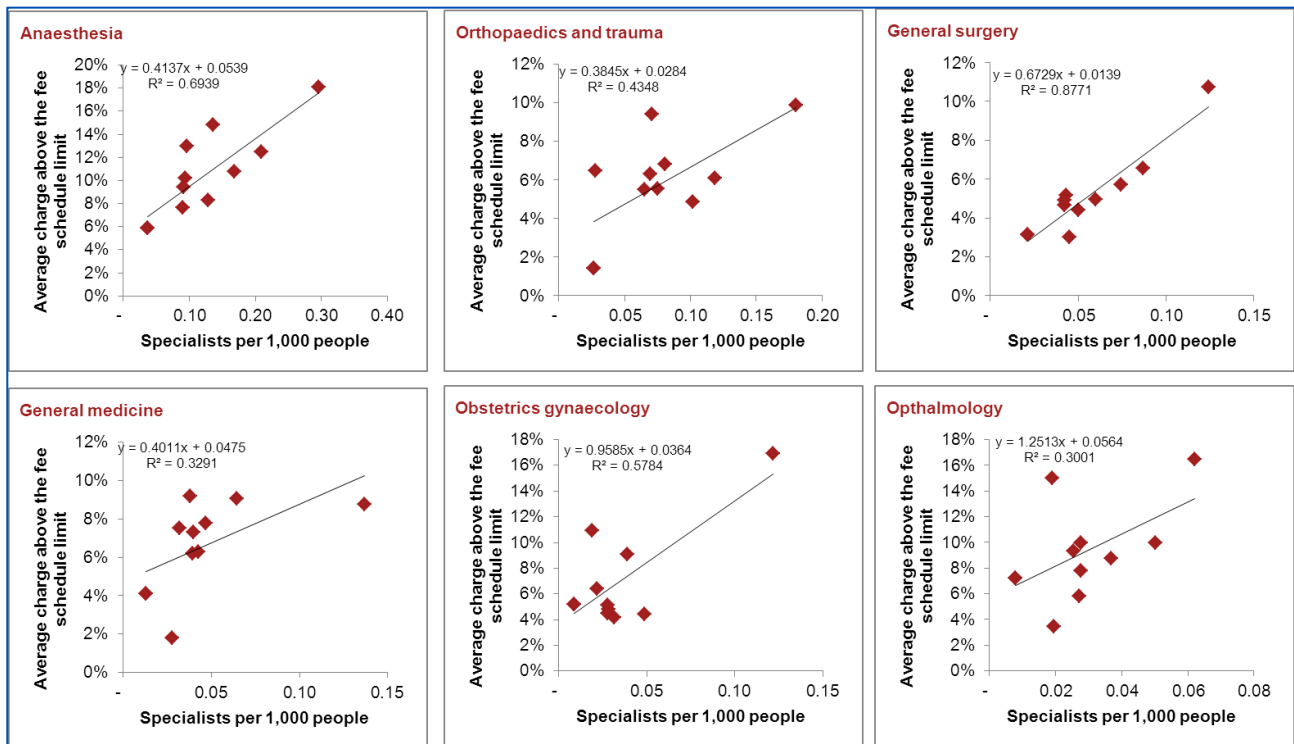 Anaesthesia
y = 0.4137x + 0.0539
R² = 0.6939
Average charge above the fee
schedule limit
20%
18%
16%
14%
12%
10%
8%
6%
4%
2%
0%
- 0.10 0.20 0.30 0.40
Specialists per 1,000 people
Orthopaedics and trauma
y = 0.3845x + 0.0284
R² = 0.4348
Average charge above the fee
schedule limit
12%
10%
8%
6%
4%
2%
0%
- 0.05 0.10 0.15 0.20
Specialists per 1,000 people
General surgery
y = 0.6729x + 0.0139
R² = 0.8771
Average charge above the fee
schedule limit
12%
10%
8%
6%
4%
2%
0%
- 0.05 0.10 0.15
Specialists per 1,000 people
General medicine
y = 0.4011x + 0.0475
R² = 0.3291
Average charge above the fee
schedule limit
12%
10%
8%
6%
4%
2%
0%
- 0.05 0.10 0.15
Specialists per 1,000 people
Obstetrics gynaecology
y = 0.9585x + 0.0364
R² = 0.5784
Average charge above the fee
schedule limit
18%
16%
14%
12%
10%
8%
6%
4%
2%
0%
- 0.05 0.10 0.15
Specialists per 1,000 people
Opthalmology
y = 1.2513x + 0.0564
R² = 0.3001
Average charge above the fee
schedule limit
18%
16%
14%
12%
10%
8%
6%
4%
2%
0%
- 0.02 0.04 0.06 0.08
Specialists per 1,000 people